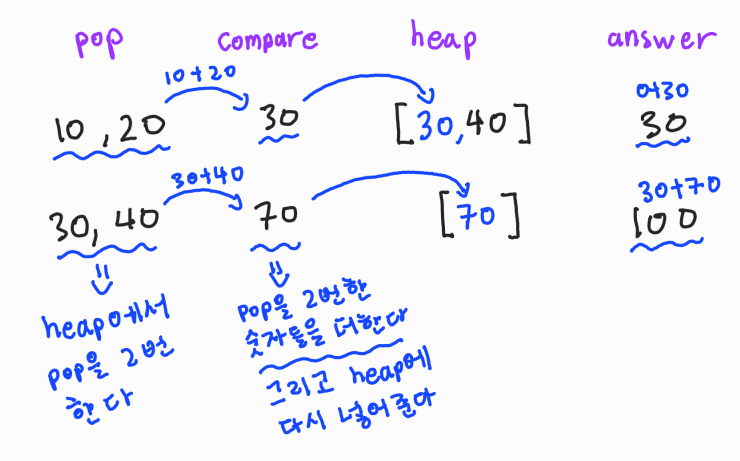 pop compare heap answer
10+20 0+30
10,20 30 [30,40] 30
30+40 30+70
30,40 70 [70] 100
heap에서
pop을 2번
한다
pop을 2번한
숫자들을 더한다
그리고 heap에
다시 넣어준다